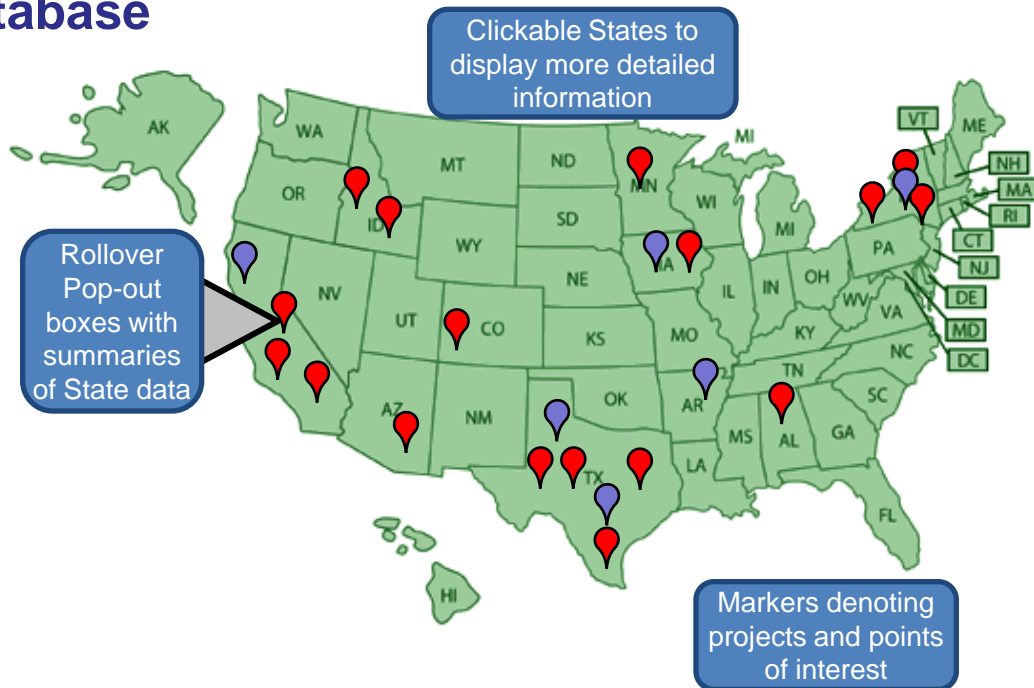 tabase
Clickable States to
display more detailed
information
Rollover
Pop-out
boxes with
summaries
of State data
Markers denoting
projects and points
of interest
AK
WA
OR
ID
MT
ND
MN
MI
WI
SD
WY
NV
UT
CO
NE
IA
KS
MO
IL
IN
OH
MI
PA
WV
VA
KY
NC
TN
SC
AZ
NM
OK
AR
TX
LA
MS
AL
GA
FL
HI
VT
ME
NH
MA
RI
CT
NJ
DE
MD
DC